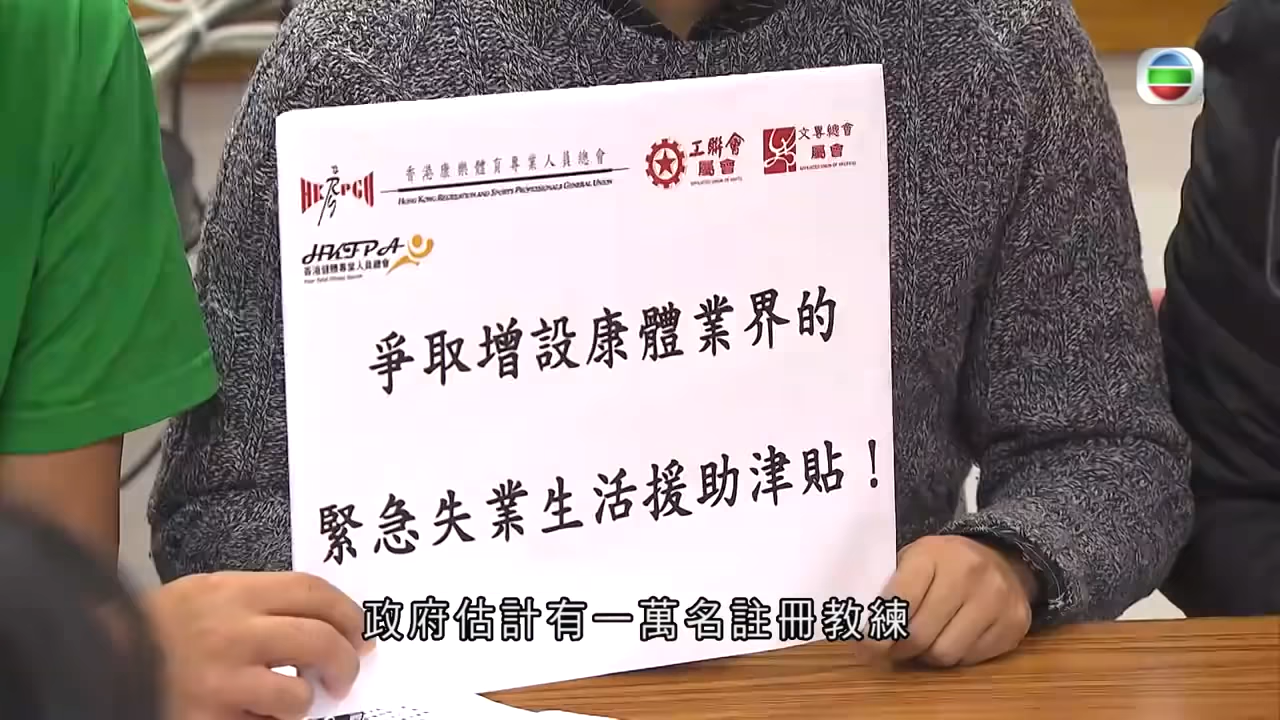 HKRPGU
香港康樂體育專業人員總會
HONG KONG RECREATION AND SPORTS PROFESSIONALS GENERAL UNION
工聯會
屬會
文粵總會
屬會
HKFPA
香港健體專業人員總會
爭取增設康體業界的
緊急失業生活援助津貼！
政府估計有一萬名註冊教練